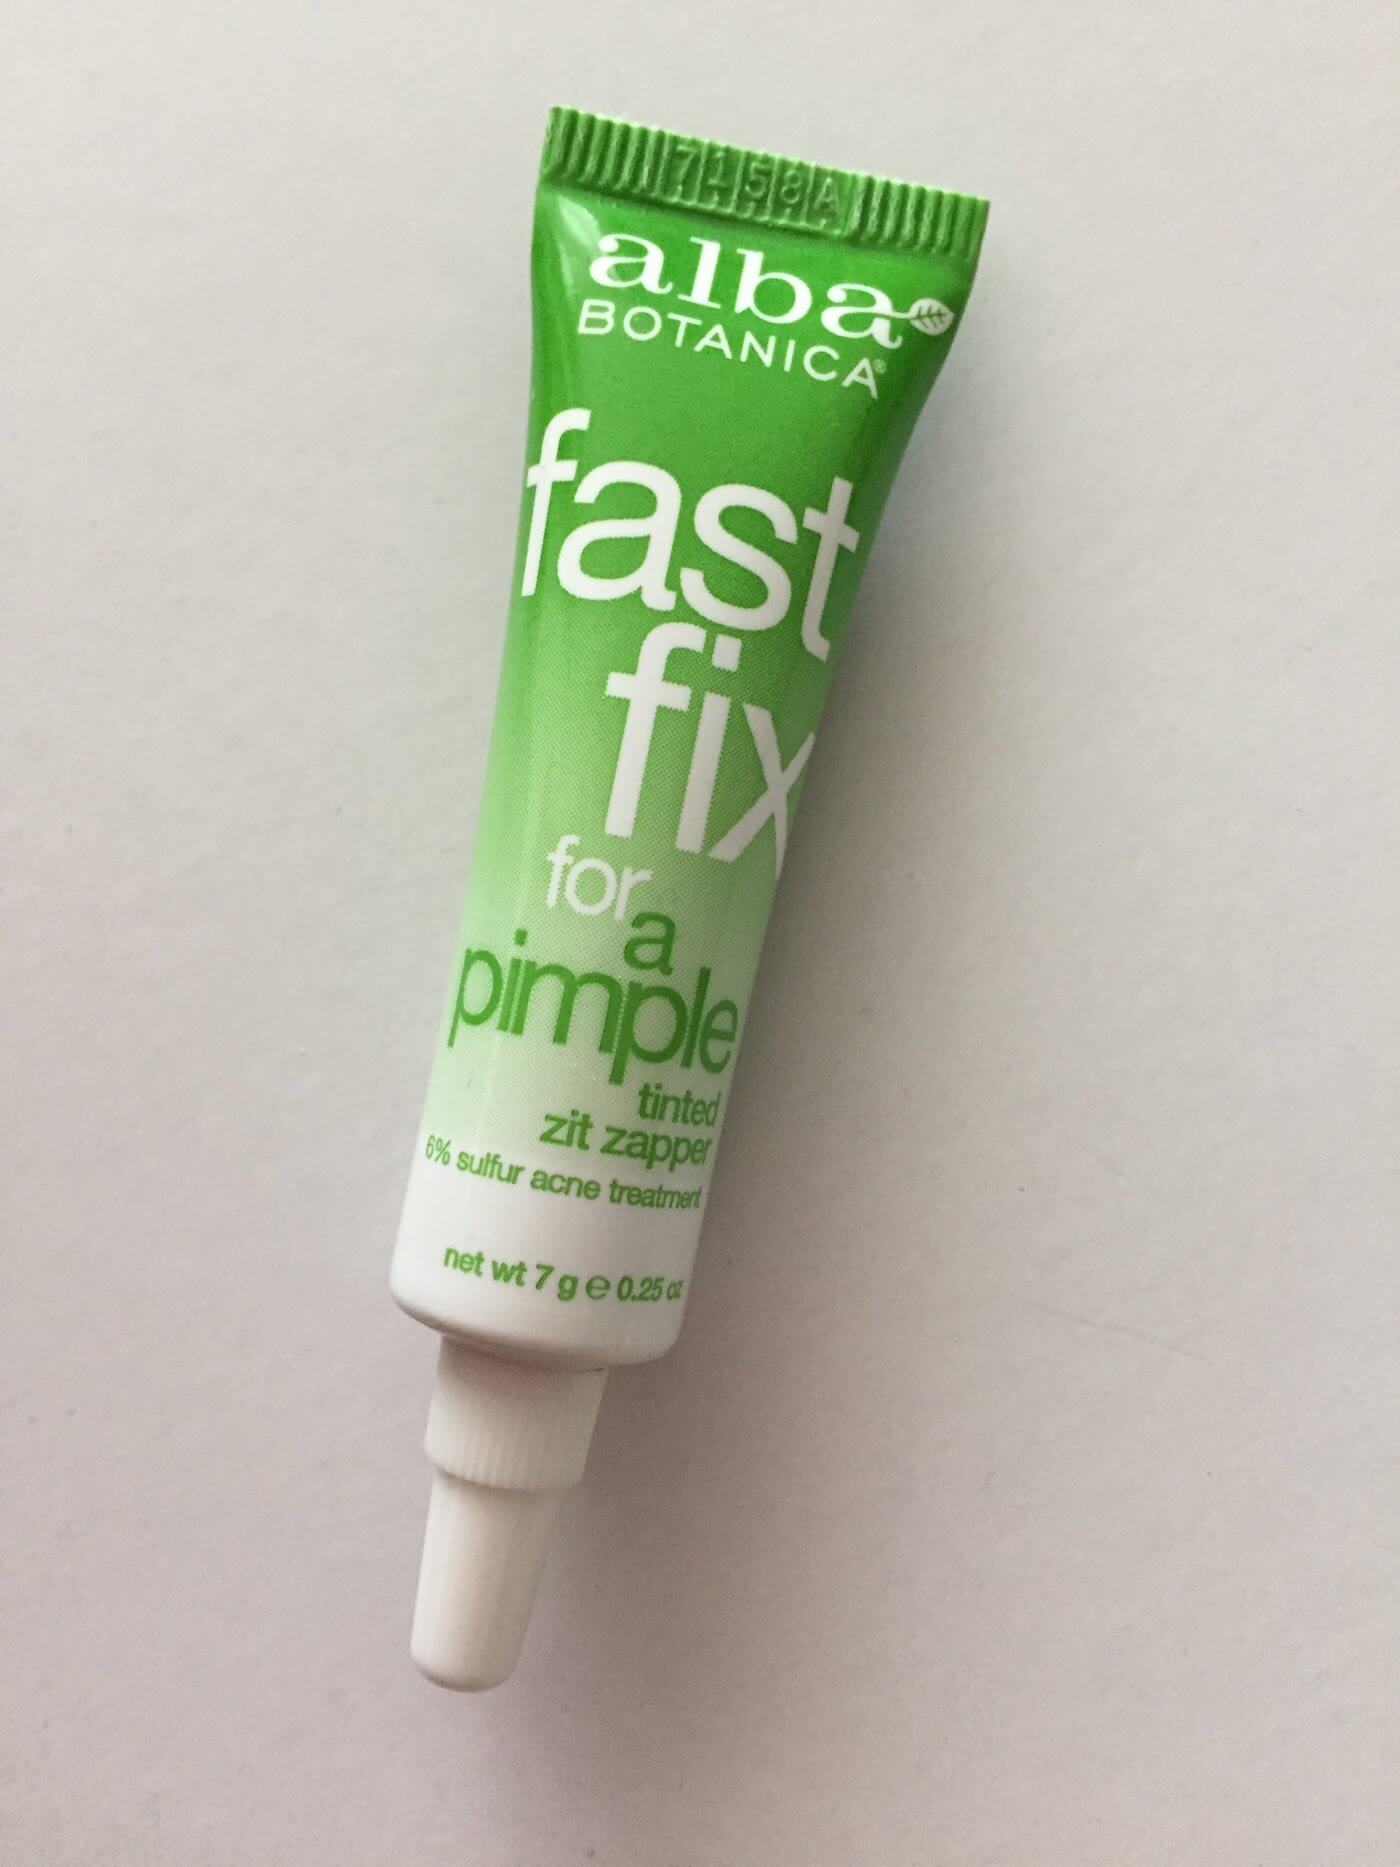 7158A
alba
BOTANICA®
fast
fix
for
a
pimple
tinted
zit zapper
6% sulfur acne treatment
net wt 7 g ℮ 0.25 oz